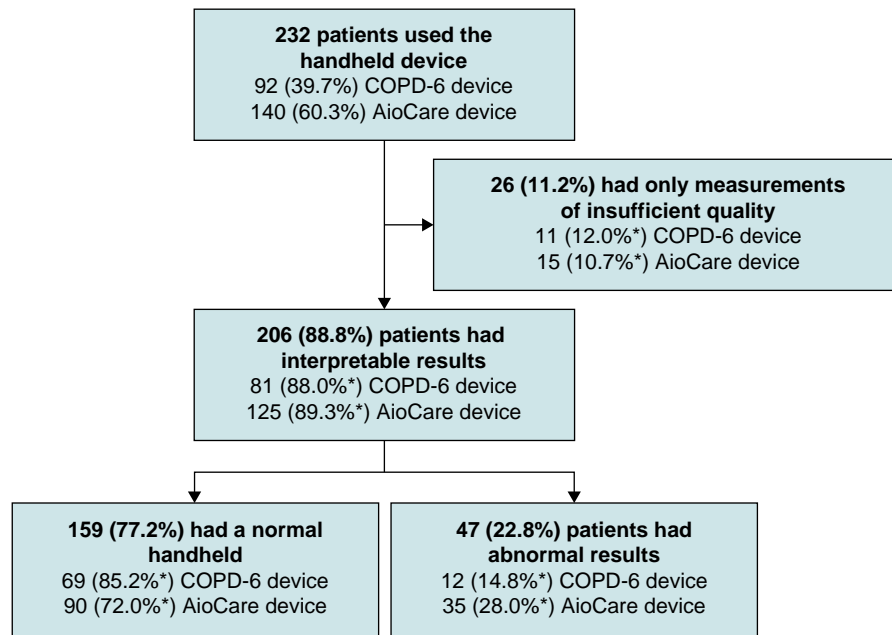 232 patients used the
handheld device
92 (39.7%) COPD-6 device
140 (60.3%) AioCare device
26 (11.2%) had only measurements
of insufficient quality
11 (12.0%*) COPD-6 device
15 (10.7%*) AioCare device
206 (88.8%) patients had
interpretable results
81 (88.0%*) COPD-6 device
125 (89.3%*) AioCare device
159 (77.2%) had a normal
handheld
69 (85.2%*) COPD-6 device
90 (72.0%*) AioCare device
47 (22.8%) patients had
abnormal results
12 (14.8%*) COPD-6 device
35 (28.0%*) AioCare device